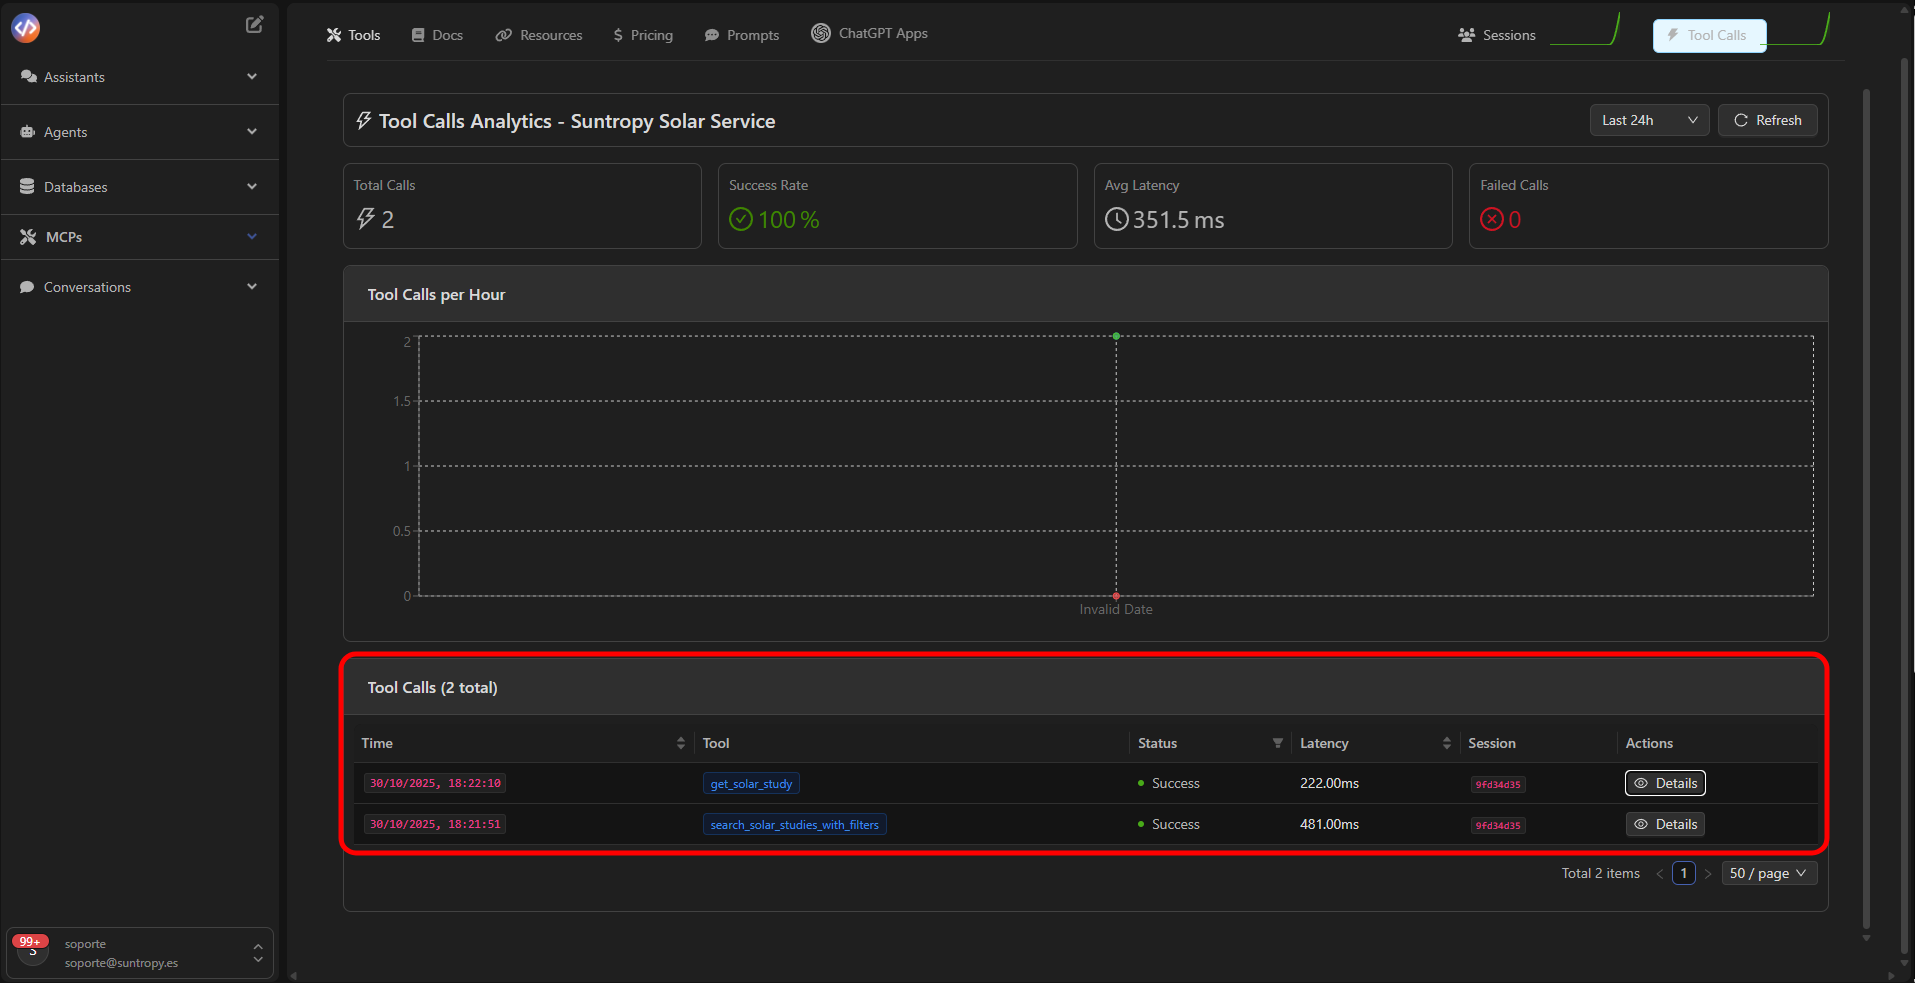 Assistants
Agents
Databases
MCPs
Conversations
99+
S
soporte
soporte@suntropy.es
Tools Docs Resources $ Pricing Prompts ChatGPT Apps Sessions Tool Calls
Tool Calls Analytics - Suntropy Solar Service Last 24h Refresh
Total Calls Success Rate Avg Latency Failed Calls
2 100 % 351.5 ms 0
Tool Calls per Hour
2
1.5
1
0.5
0
Invalid Date
Tool Calls (2 total)
Time Tool Status Latency Session Actions
30/10/2025, 18:22:10 get_solar_study Success 222.00ms 9fd34d35 Details
30/10/2025, 18:21:51 search_solar_studies_with_filters Success 481.00ms 9fd34d35 Details
Total 2 items < 1 > 50 / page